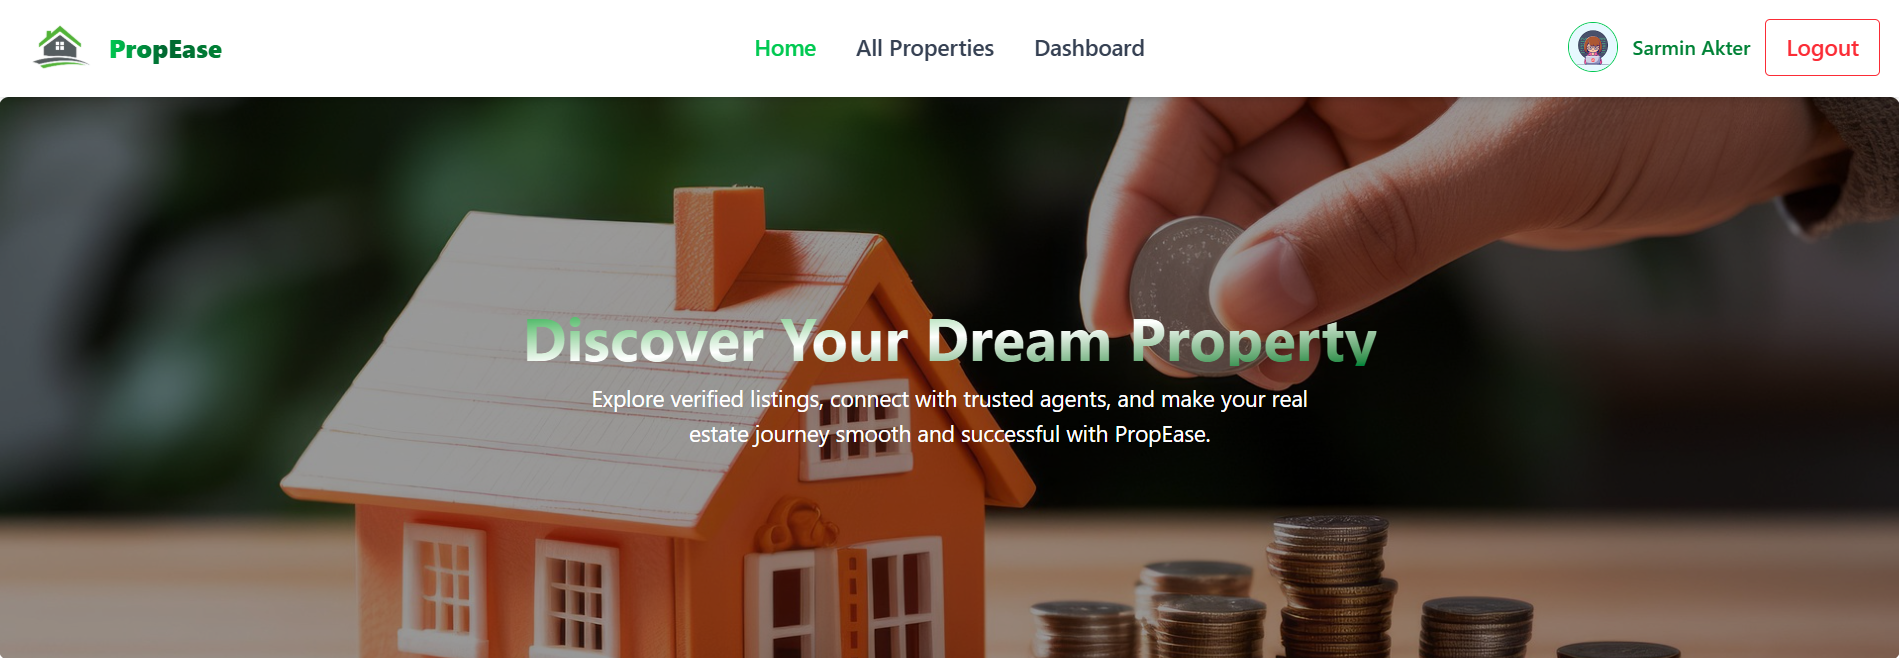 PropEase
Home
All Properties
Dashboard
Sarmin Akter
Logout
Discover Your Dream Property
Explore verified listings, connect with trusted agents, and make your real
estate journey smooth and successful with PropEase.